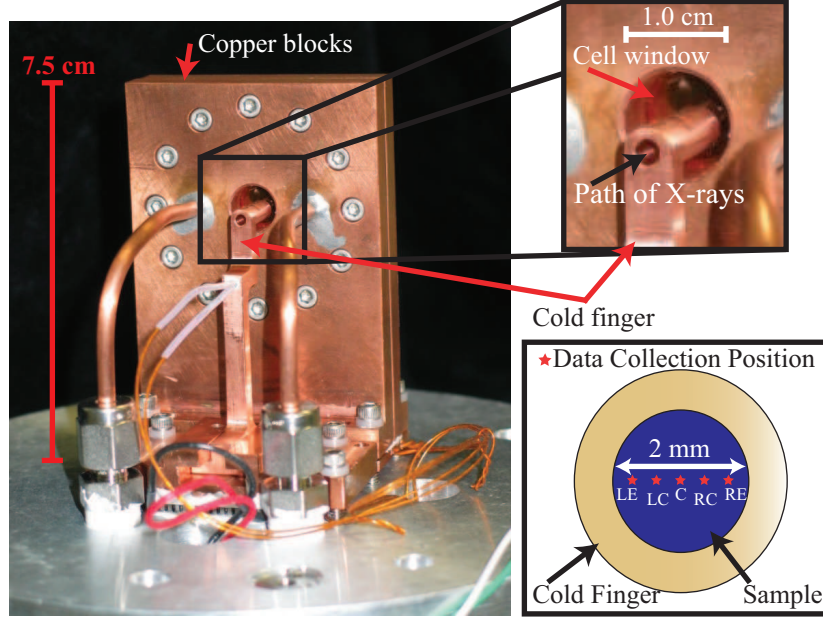 Copper blocks
7.5 cm
1.0 cm
Cell window
Path of X-rays
Cold finger
Data Collection Position
2 mm
LE LC C RC RE
Cold Finger
Sample